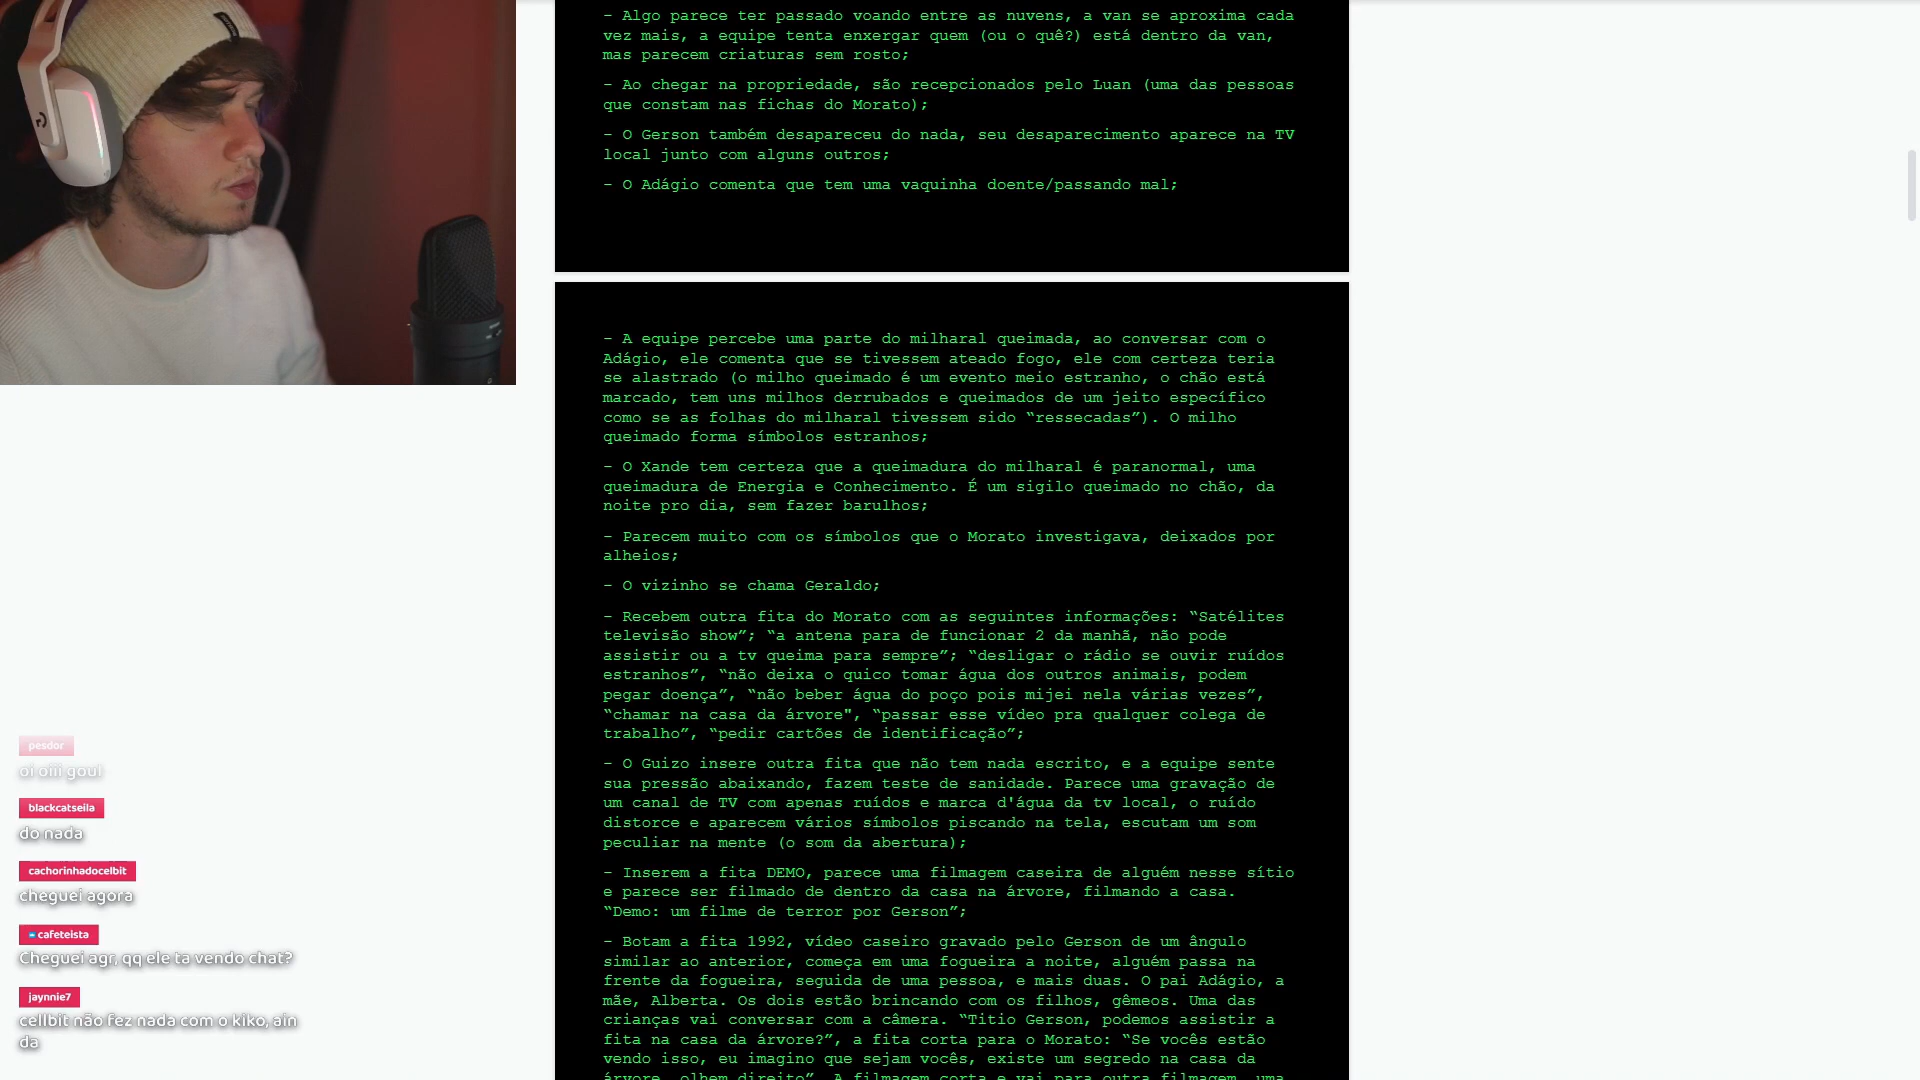 - Algo parece ter passado voando entre as nuvens, a van se aproxima cada
vez mais, a equipe tenta enxergar quem (ou o quê?) está dentro da van,
mas parecem criaturas sem rosto;
- Ao chegar na propriedade, são recepcionados pelo Luan (uma das pessoas
que constam nas fichas do Morato);
- O Gerson também desapareceu do nada, seu desaparecimento aparece na TV
local junto com alguns outros;
- O Adágio comenta que tem uma vaquinha doente/passando mal;
- A equipe percebe uma parte do milharal queimada, ao conversar com o
Adágio, ele comenta que se tivessem ateado fogo, ele com certeza teria
se alastrado (o milho queimado é um evento meio estranho, o chão está
marcado, tem uns milhos derrubados e queimados de um jeito específico
como se as folhas do milharal tivessem sido “ressecadas”). O milho
queimado forma símbolos estranhos;
- O Xande tem certeza que a queimadura do milharal é paranormal, uma
queimadura de Energia e Conhecimento. É um sigilo queimado no chão, da
noite pro dia, sem fazer barulhos;
- Parecem muito com os símbolos que o Morato investigava, deixados por
alheios;
- O vizinho se chama Geraldo;
- Recebem outra fita do Morato com as seguintes informações: “Satélites
televisão show”; “a antena para de funcionar 2 da manhã, não pode
assistir ou a tv queima para sempre”; “desligar o rádio se ouvir ruídos
estranhos”, “não deixa o quico tomar água dos outros animais, podem
pegar doença”, “não beber água do poço pois mijei nela várias vezes”,
“chamar na casa da árvore", “passar esse vídeo pra qualquer colega de
trabalho”, “pedir cartões de identificação”;
- O Guizo insere outra fita que não tem nada escrito, e a equipe sente
sua pressão abaixando, fazem teste de sanidade. Parece uma gravação de
um canal de TV com apenas ruídos e marca d'água da tv local, o ruído
distorce e aparecem vários símbolos piscando na tela, escutam um som
peculiar na mente (o som da abertura);
- Inserem a fita DEMO, parece uma filmagem caseira de alguém nesse sítio
e parece ser filmado de dentro da casa na árvore, filmando a casa.
“Demo: um filme de terror por Gerson”;
- Botam a fita 1992, vídeo caseiro gravado pelo Gerson de um ângulo
similar ao anterior, começa em uma fogueira a noite, alguém passa na
frente da fogueira, seguida de uma pessoa, e mais duas. O pai Adágio, a
mãe, Alberta. Os dois estão brincando com os filhos, gêmeos. Uma das
crianças vai conversar com a câmera. “Titio Gerson, podemos assistir a
fita na casa da árvore?”, a fita corta para o Morato: “Se vocês estão
vendo isso, eu imagino que sejam vocês, existe um segredo na casa da
árvore, olhem direito”. A filmagem corta e vai para outra filmagem, uma
pesdor
oi oiii goul
blackcatseila
do nada
cachorinhadocelbit
cheguei agora
cafeteista
Cheguei agr, qq ele ta vendo chat?
jaynnie7
cellbit não fez nada com o kiko, ain
da